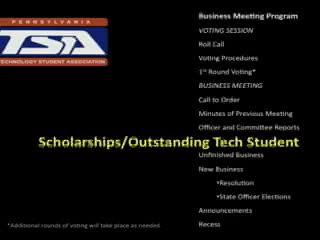 PENNSYLVANIA
TSA
TECHNOLOGY STUDENT ASSOCIATION
Business Meeting Program
VOTING SESSION
Roll Call
Voting Procedures
1st Round Voting*
BUSINESS MEETING
Call to Order
Minutes of Previous Meeting
Officer and Committee Reports
Scholarships/Outstanding Tech Student
Unfinished Business
New Business
•Resolution
•State Officer Elections
Announcements
Recess
*Additional rounds of voting will take place as needed